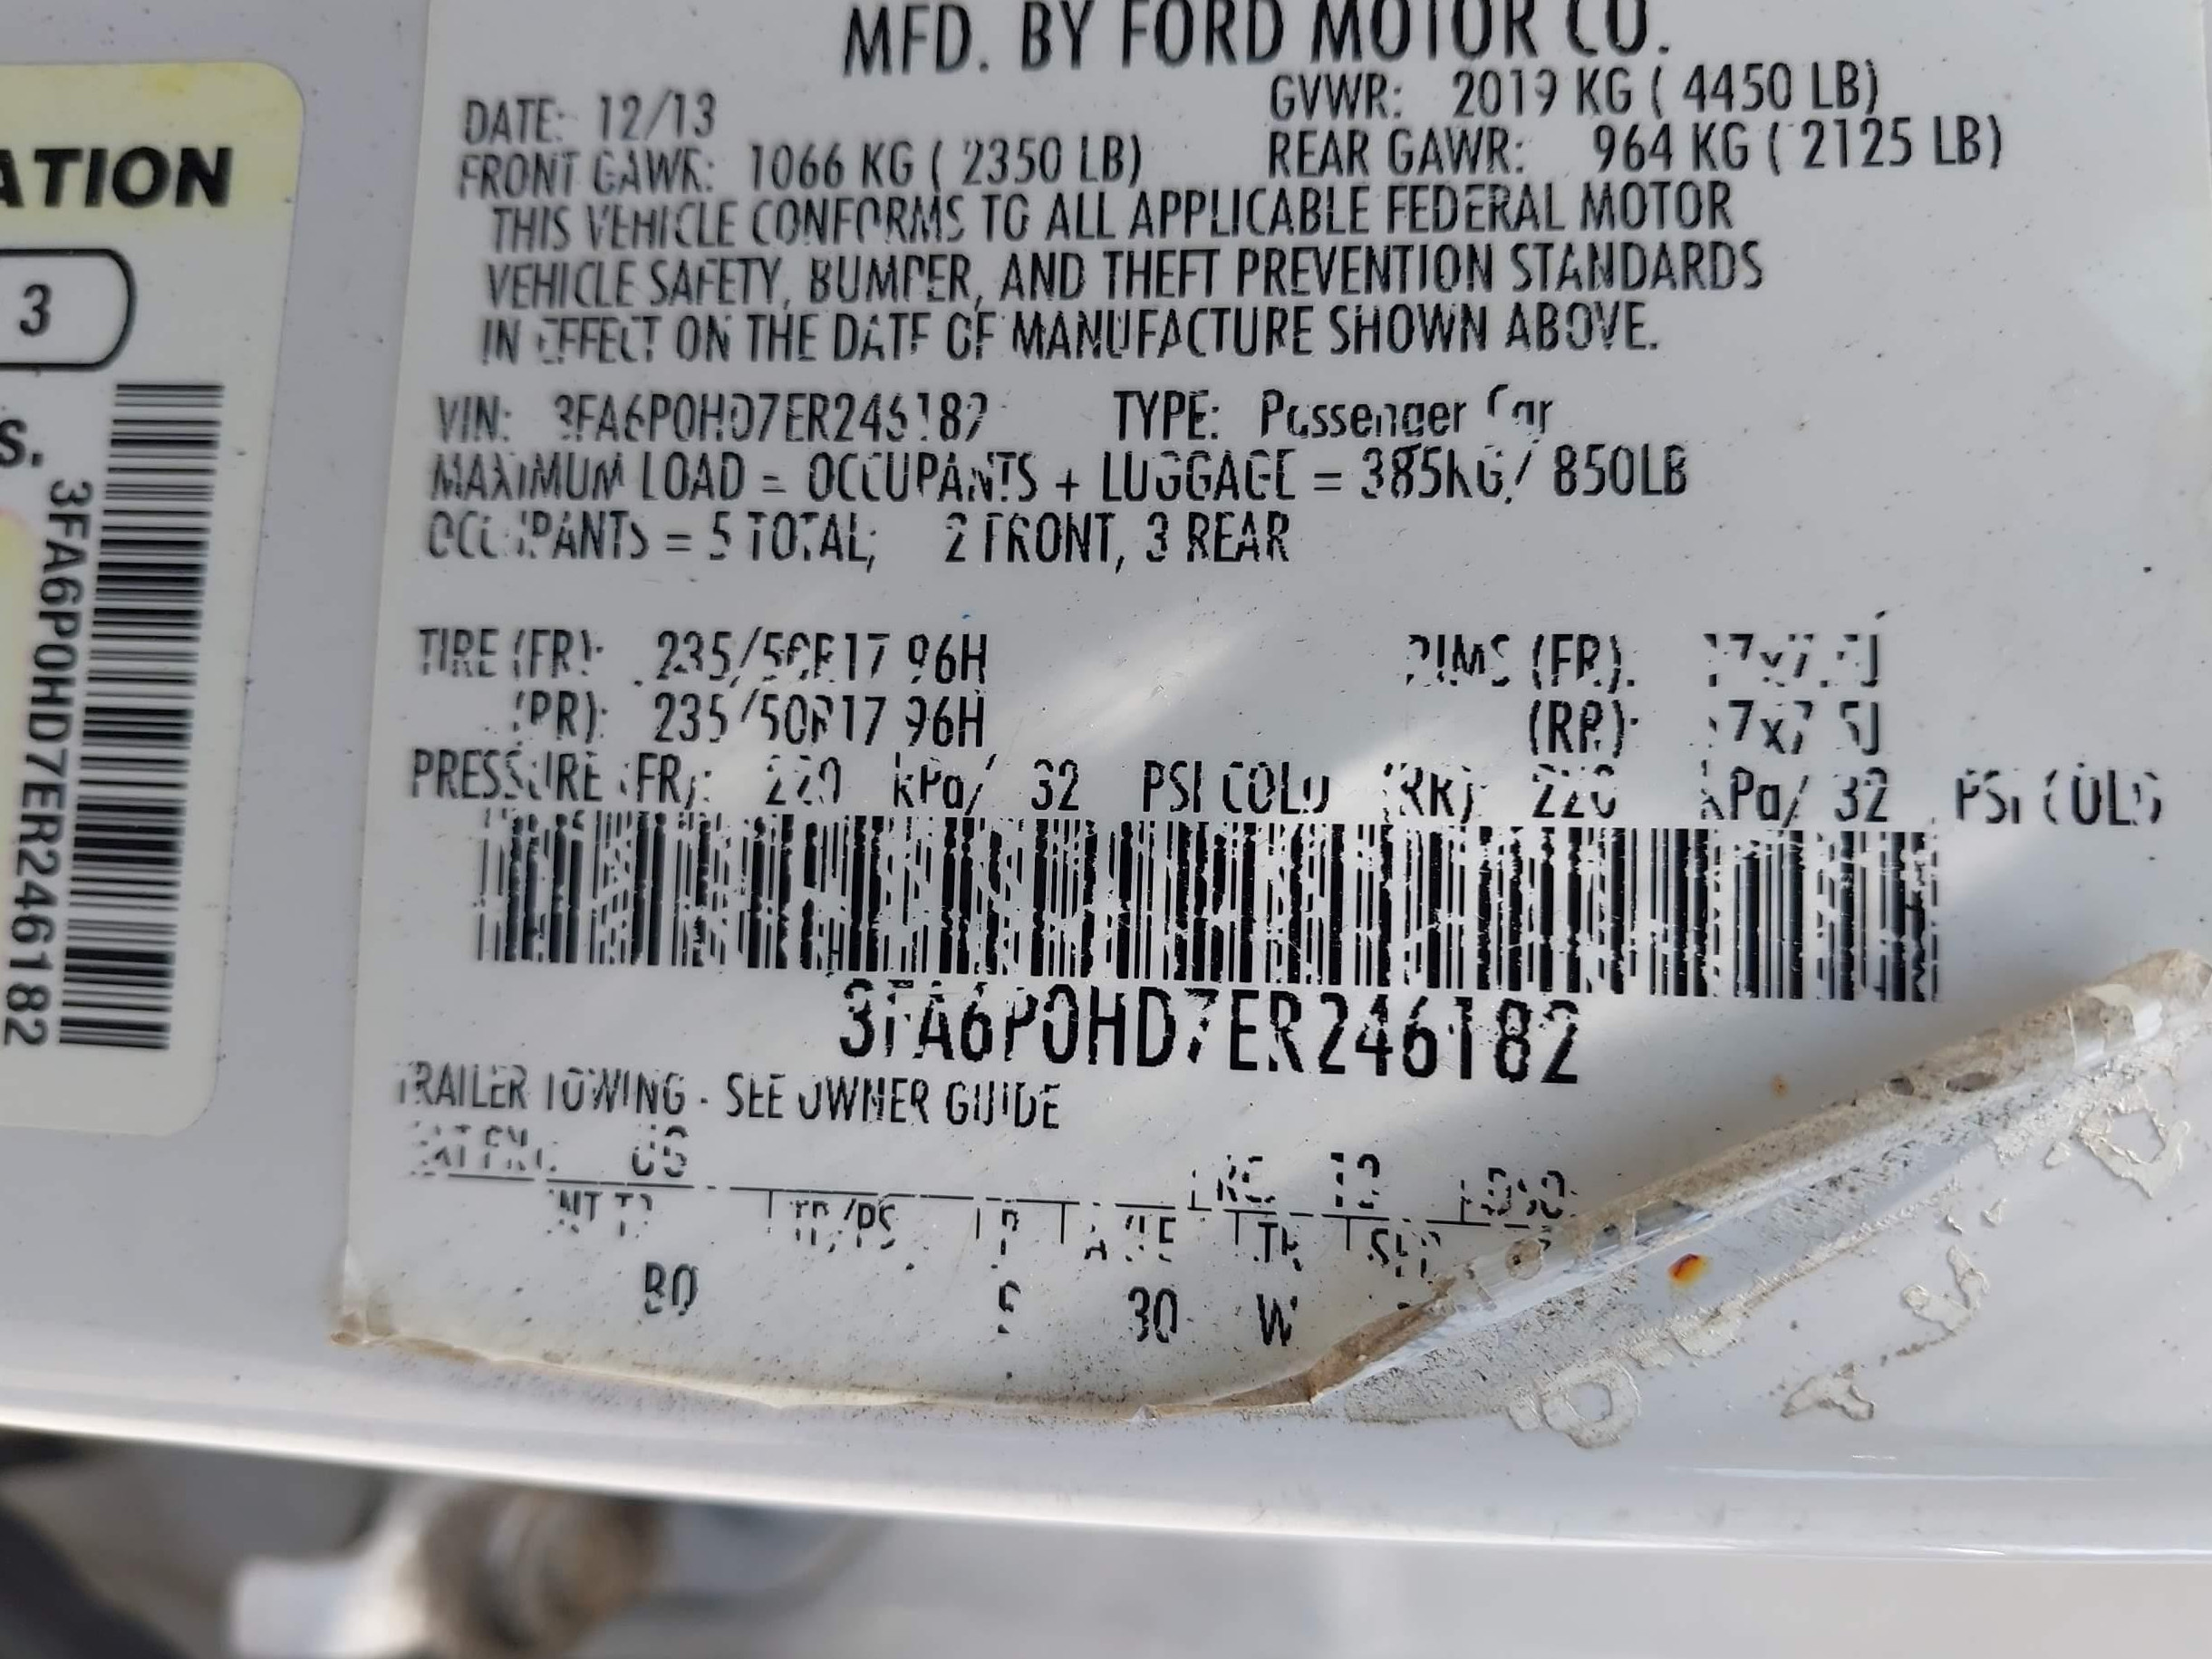 MFD. BY FORD MOTOR CO.
DATE: 12/13 GVWR: 2019 KG ( 4450 LB)
FRONT GAWR: 1066 KG ( 2350 LB) REAR GAWR: 964 KG ( 2125 LB)
THIS VEHICLE CONFORMS TO ALL APPLICABLE FEDERAL MOTOR
VEHICLE SAFETY, BUMPER, AND THEFT PREVENTION STANDARDS
IN EFFECT ON THE DATE OF MANUFACTURE SHOWN ABOVE.
VIN: 3FA6P0HD7ER246182 TYPE: Passenger Car
MAXIMUM LOAD = OCCUPANTS + LUGGAGE = 385KG/ 850LB
OCCUPANTS = 5 TOTAL; 2 FRONT, 3 REAR
TIRE (FR): 235/50R17 96H RIMS (FR): 17x7.5J
(RR): 235/50R17 96H (RR): 17x7.5J
PRESSURE (FR): 220 kPa/ 32 PSI COLD (RR): 220 kPa/ 32 PSI COLD
3FA6P0HD7ER246182
TRAILER TOWING - SEE OWNER GUIDE
30 W
ATION
3
S.
3FA6P0HD7ER246182